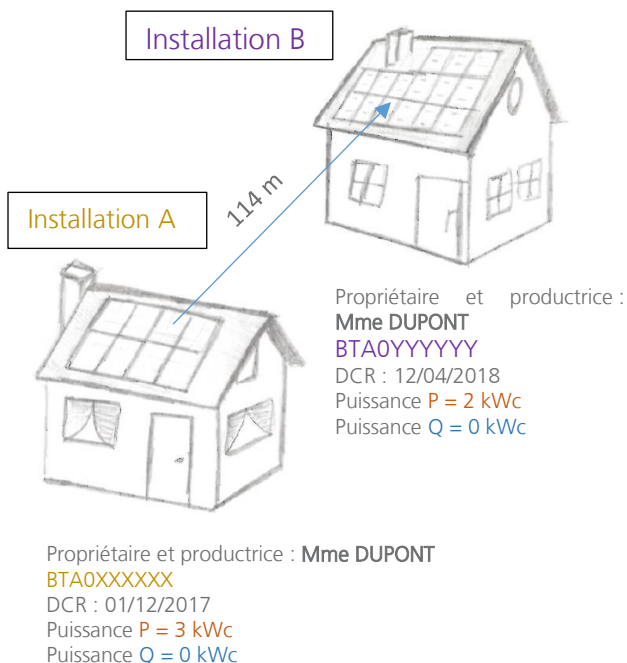 Installation B
114 m
Installation A
Propriétaire et productrice :
Mme DUPONT
BTA0YYYYYY
DCR : 12/04/2018
Puissance P = 2 kWc
Puissance Q = 0 kWc
Propriétaire et productrice : Mme DUPONT
BTA0XXXXXX
DCR : 01/12/2017
Puissance P = 3 kWc
Puissance Q = 0 kWc